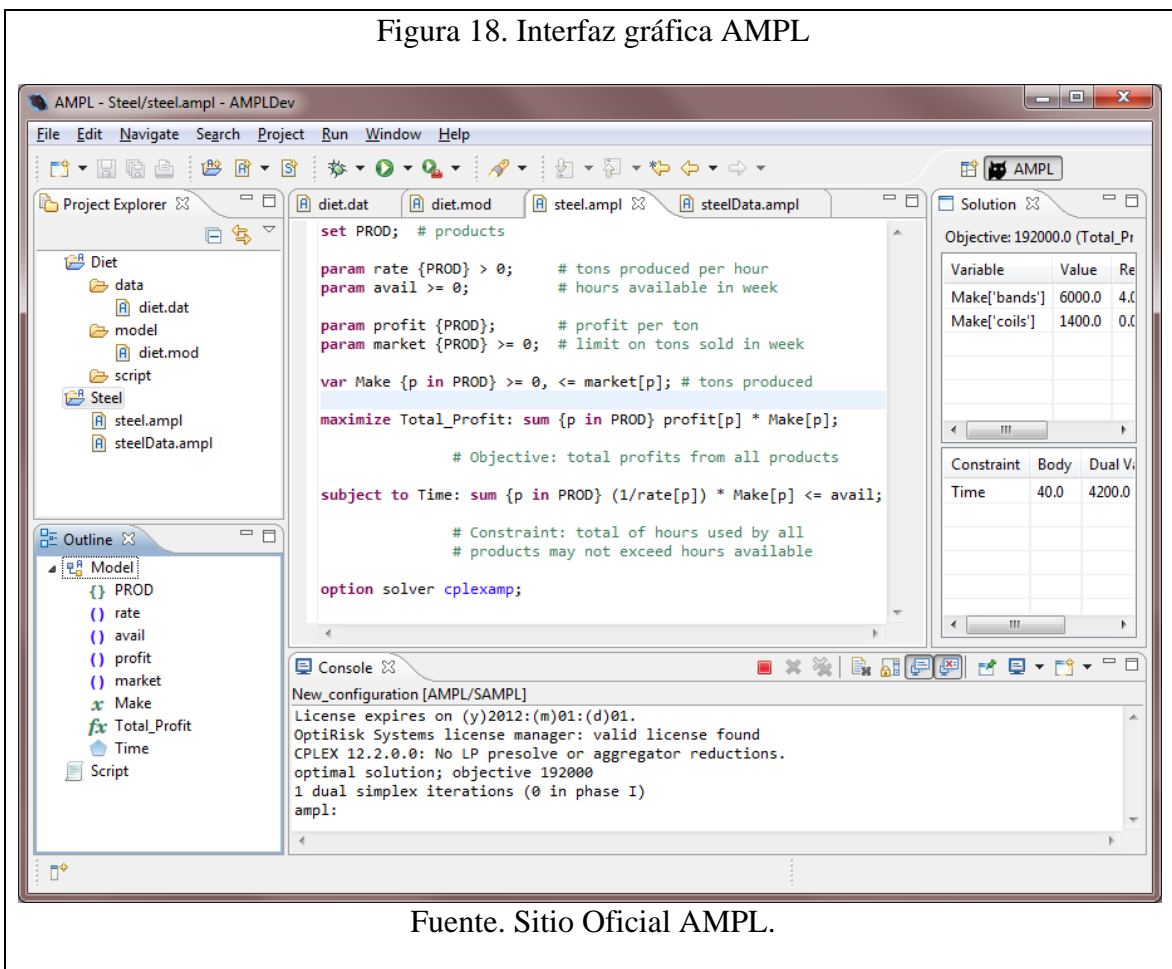 Figura 18. Interfaz gráfica AMPL
AMPL - Steel/steel.ampl - AMPLDev
File Edit Navigate Search Project Run Window Help
AMPL
Project Explorer
Diet
data
diet.dat
model
diet.mod
script
Steel
steel.ampl
steelData.ampl
Outline
Model
{} PROD
() rate
() avail
() profit
() market
x Make
fx Total_Profit
Time
Script
diet.dat diet.mod steel.ampl steelData.ampl
set PROD; # products
param rate {PROD} > 0; # tons produced per hour
param avail >= 0; # hours available in week
param profit {PROD}; # profit per ton
param market {PROD} >= 0; # limit on tons sold in week
var Make {p in PROD} >= 0, <= market[p]; # tons produced
maximize Total_Profit: sum {p in PROD} profit[p] * Make[p];
# Objective: total profits from all products
subject to Time: sum {p in PROD} (1/rate[p]) * Make[p] <= avail;
# Constraint: total of hours used by all
# products may not exceed hours available
option solver cplexamp;
Solution
Objective: 192000.0 (Total_Pr
Variable Value Re
Make['bands'] 6000.0 4.0
Make['coils'] 1400.0 0.0
Constraint Body Dual Va
Time 40.0 4200.0
Console
New_configuration [AMPL/SAMPL]
License expires on (y)2012:(m)01:(d)01.
OptiRisk Systems license manager: valid license found
CPLEX 12.2.0.0: No LP presolve or aggregator reductions.
optimal solution; objective 192000
1 dual simplex iterations (0 in phase I)
ampl:
Fuente. Sitio Oficial AMPL.